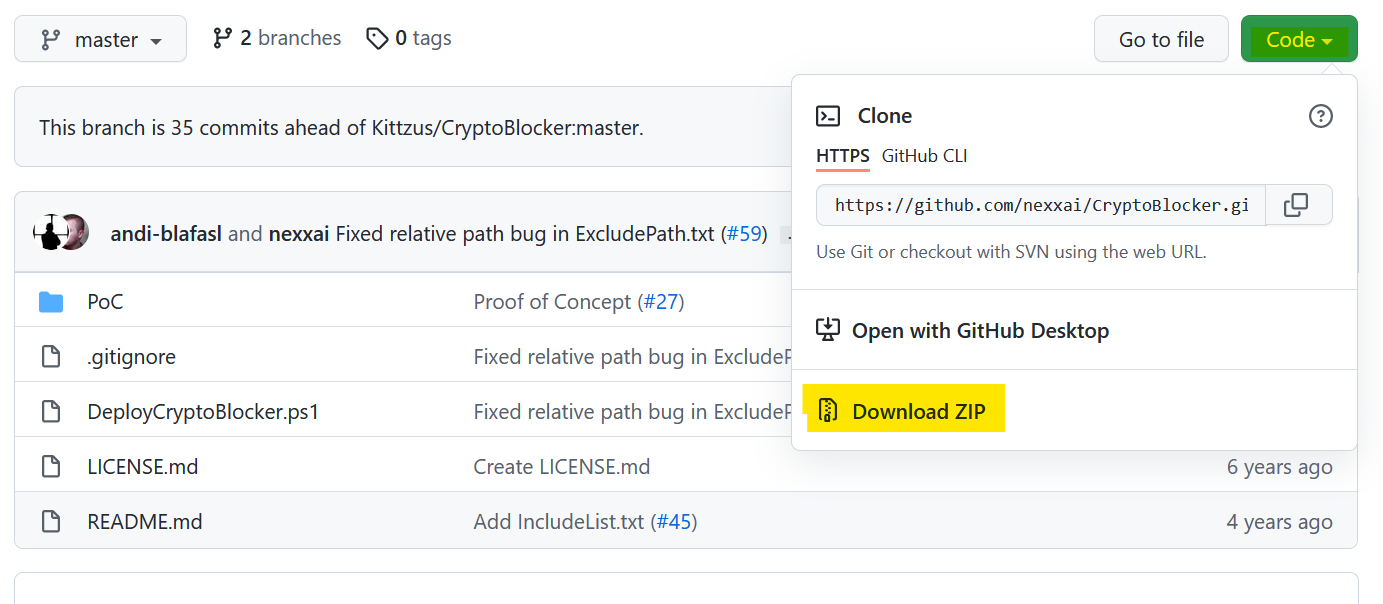 master 2 branches 0 tags Go to file Code
This branch is 35 commits ahead of Kittzus/CryptoBlocker:master.
Clone
HTTPS GitHub CLI
https://github.com/nexxai/CryptoBlocker.gi
Use Git or checkout with SVN using the web URL.
Open with GitHub Desktop
Download ZIP
andi-blafasl and nexxai Fixed relative path bug in ExcludePath.txt (#59)
PoC Proof of Concept (#27)
.gitignore Fixed relative path bug in ExcludeP
DeployCryptoBlocker.ps1 Fixed relative path bug in ExcludeP
LICENSE.md Create LICENSE.md 6 years ago
README.md Add IncludeList.txt (#45) 4 years ago